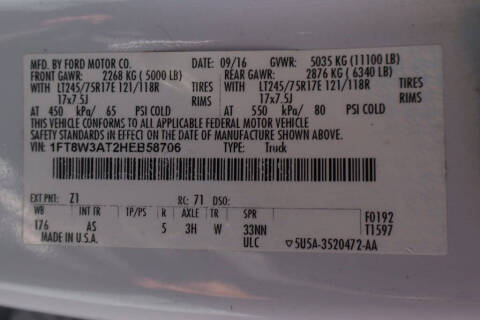 MFD. BY FORD MOTOR CO. DATE: 09/16 GVWR: 5035 KG (11100 LB)
FRONT GAWR: 2268 KG (5000 LB) REAR GAWR: 2876 KG (6340 LB)
WITH LT245/75R17E 121/118R TIRES WITH LT245/75R17E 121/118R TIRES
17x7.5J RIMS 17x7.5J RIMS
AT 450 kPa/ 65 PSI COLD AT 550 kPa/ 80 PSI COLD
THIS VEHICLE CONFORMS TO ALL APPLICABLE FEDERAL MOTOR VEHICLE
SAFETY STANDARDS IN EFFECT ON THE DATE OF MANUFACTURE SHOWN ABOVE.
VIN: 1FT8W3AT2HEB58706 TYPE: Truck
EXT PNT: Z1 RC: 71 DSO:
WB INT TR TP/PS R AXLE TR SPR F0192
176 AS 5 3H W 33NN T1597
MADE IN U.S.A. ULC 5U5A-3520472-AA